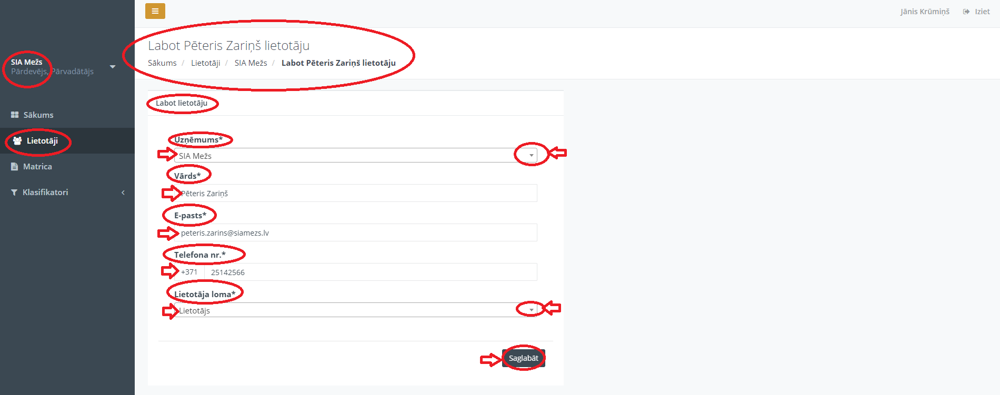 Jānis Krūmiņš Iziet
SIA Mežs
Pārdevējs, Pārvadātājs
Sākums
Lietotāji
Matrica
Klasifikatori
Labot Pēteris Zariņš lietotāju
Sākums / Lietotāji / SIA Mežs / Labot Pēteris Zariņš lietotāju
Labot lietotāju
Uzņēmums*
SIA Mežs
Vārds*
Pēteris Zariņš
E-pasts*
peteris.zarins@siamezs.lv
Telefona nr.*
+371 25142566
Lietotāja loma*
Lietotājs
Saglabāt